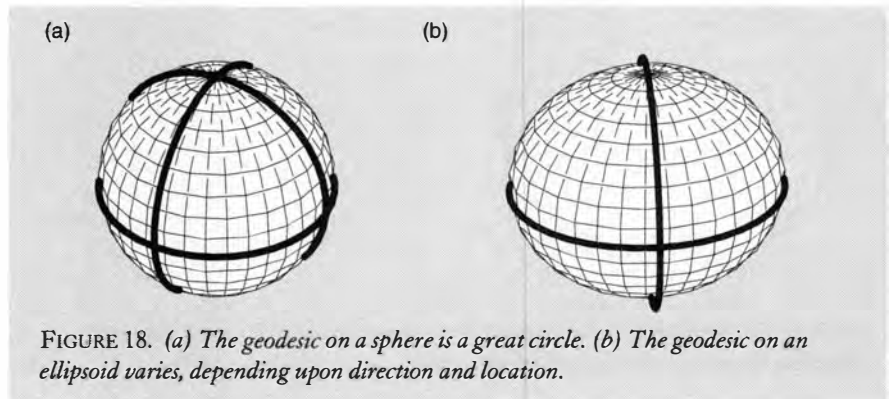 (a)
(b)
FIGURE 18. (a) The geodesic on a sphere is a great circle. (b) The geodesic on an
ellipsoid varies, depending upon direction and location.